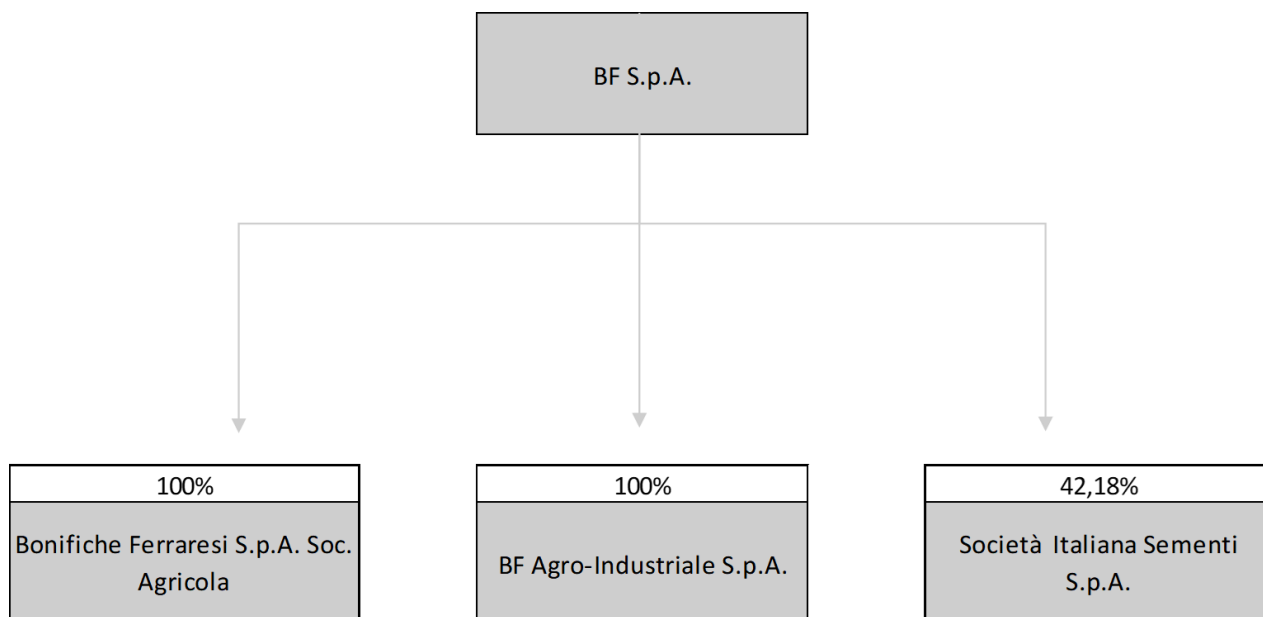 BF S.p.A.
100%
Bonifiche Ferraresi S.p.A. Soc.
Agricola
100%
BF Agro-Industriale S.p.A.
42,18%
Società Italiana Sementi
S.p.A.